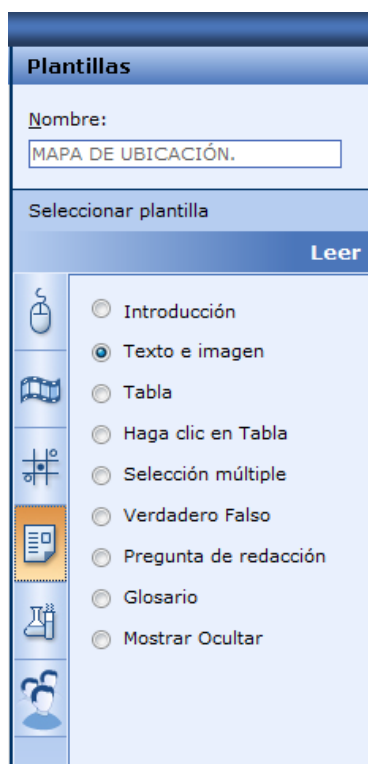 Plantillas
Nombre:
MAPA DE UBICACIÓN.
Seleccionar plantilla
Leer
Introducción
Texto e imagen
Tabla
Haga clic en Tabla
Selección múltiple
Verdadero Falso
Pregunta de redacción
Glosario
Mostrar Ocultar